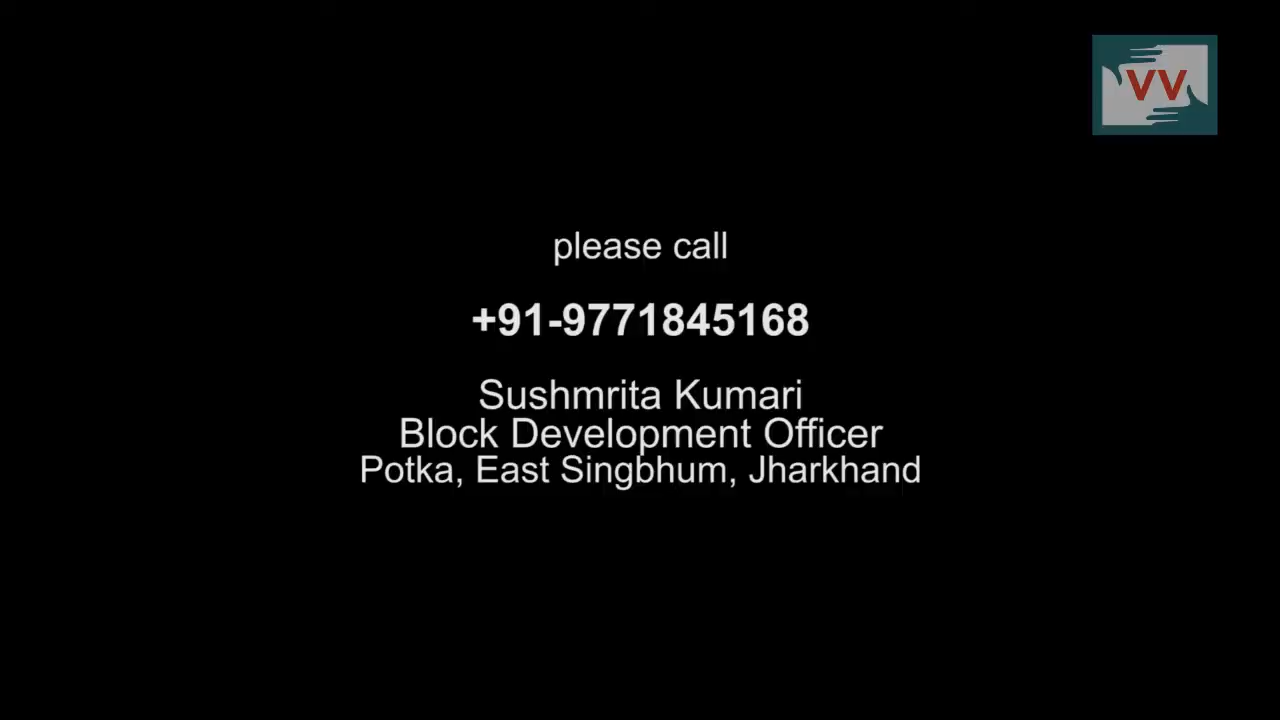 VV
please call
+91-9771845168
Sushmrita Kumari
Block Development Officer
Potka, East Singbhum, Jharkhand